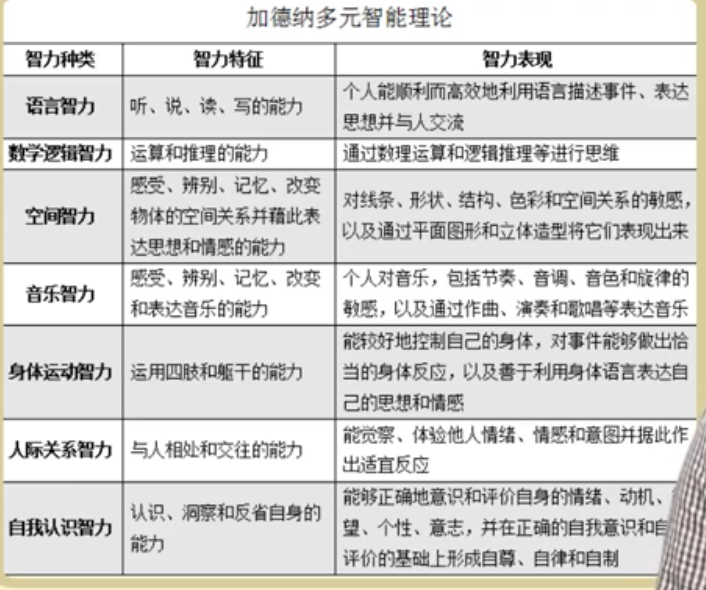 加德纳多元智能理论
智力种类 智力特征 智力表现
语言智力
听、说、读、写的能力
个人能顺利而高效地利用语言描述事件、表达
思想并与人交流
数学逻辑智力
运算和推理的能力
通过数理运算和逻辑推理等进行思维
空间智力
感受、辨别、记忆、改变
物体的空间关系并藉此表
达思想和情感的能力
对线条、形状、结构、色彩和空间关系的敏感，
以及通过平面图形和立体造型将它们表现出来
音乐智力
感受、辨别、记忆、改变
和表达音乐的能力
个人对音乐，包括节奏、音调、音色和旋律的
敏感，以及通过作曲、演奏和歌唱等表达音乐
身体运动智力
运用四肢和躯干的能力
能较好地控制自己的身体，对事件能够做出恰
当的身体反应，以及善于利用身体语言表达自
己的思想和情感
人际关系智力
与人相处和交往的能力
能觉察、体验他人情绪、情感和意图并据此作
出适宜反应
自我认识智力
认识、洞察和反省自身的
能力
能够正确地意识和评价自身的情绪、动机、
望、个性、意志，并在正确的自我意识和自
评价的基础上形成自尊、自律和自制